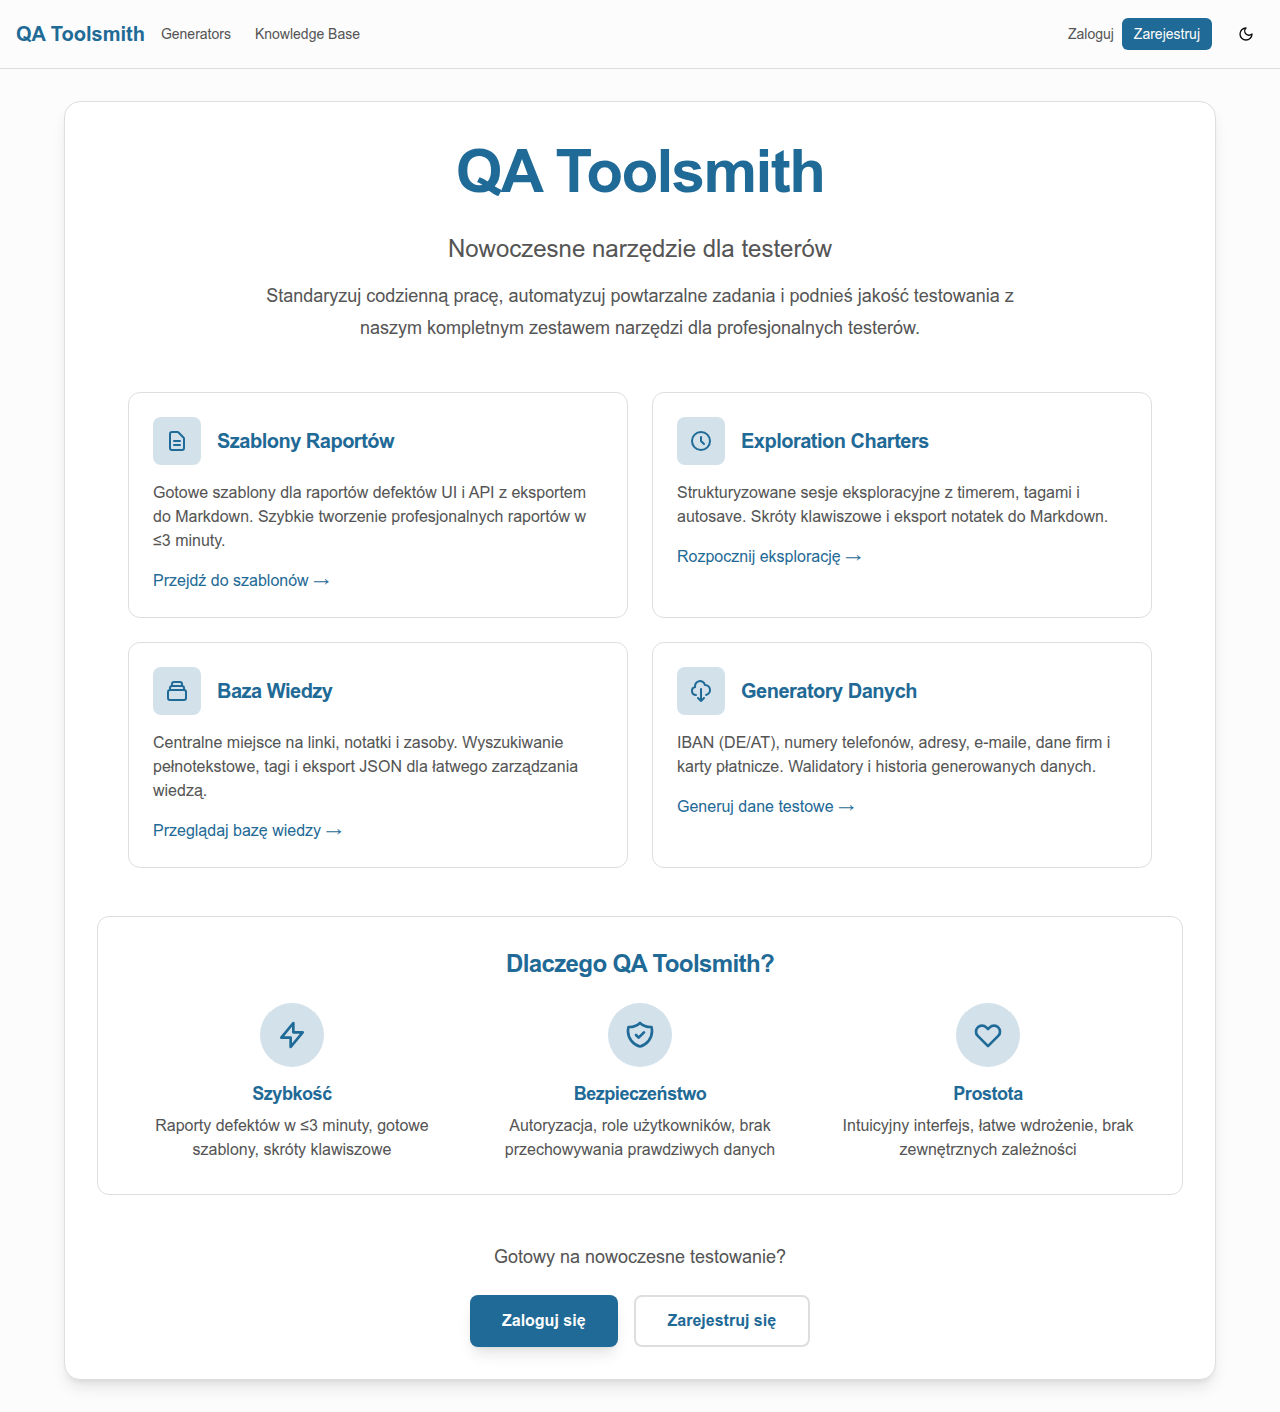 QA Toolsmith
Generators
Knowledge Base
Zaloguj
Zarejestruj
QA Toolsmith
Nowoczesne narzędzie dla testerów
Standaryzuj codzienną pracę, automatyzuj powtarzalne zadania i podnieś jakość testowania z
naszym kompletnym zestawem narzędzi dla profesjonalnych testerów.
Szablony Raportów
Gotowe szablony dla raportów defektów UI i API z eksportem
do Markdown. Szybkie tworzenie profesjonalnych raportów w
≤3 minuty.
Przejdź do szablonów →
Exploration Charters
Strukturyzowane sesje eksploracyjne z timerem, tagami i
autosave. Skróty klawiszowe i eksport notatek do Markdown.
Rozpocznij eksplorację →
Baza Wiedzy
Centralne miejsce na linki, notatki i zasoby. Wyszukiwanie
pełnotekstowe, tagi i eksport JSON dla łatwego zarządzania
wiedzą.
Przeglądaj bazę wiedzy →
Generatory Danych
IBAN (DE/AT), numery telefonów, adresy, e-maile, dane firm i
karty płatnicze. Walidatory i historia generowanych danych.
Generuj dane testowe →
Dlaczego QA Toolsmith?
Szybkość
Raporty defektów w ≤3 minuty, gotowe
szablony, skróty klawiszowe
Bezpieczeństwo
Autoryzacja, role użytkowników, brak
przechowywania prawdziwych danych
Prostota
Intuicyjny interfejs, łatwe wdrożenie, brak
zewnętrznych zależności
Gotowy na nowoczesne testowanie?
Zaloguj się
Zarejestruj się